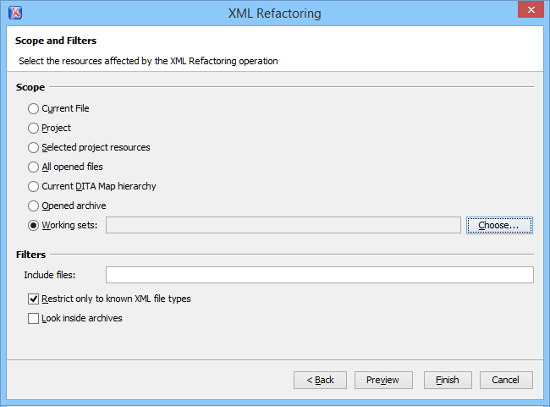 XML Refactoring
Scope and Filters
Select the resources affected by the XML Refactoring operation
Scope
Current File
Project
Selected project resources
All opened files
Current DITA Map hierarchy
Opened archive
Working sets: Choose...
Filters
Include files:
Restrict only to known XML file types
Look inside archives
< Back Preview Finish Cancel